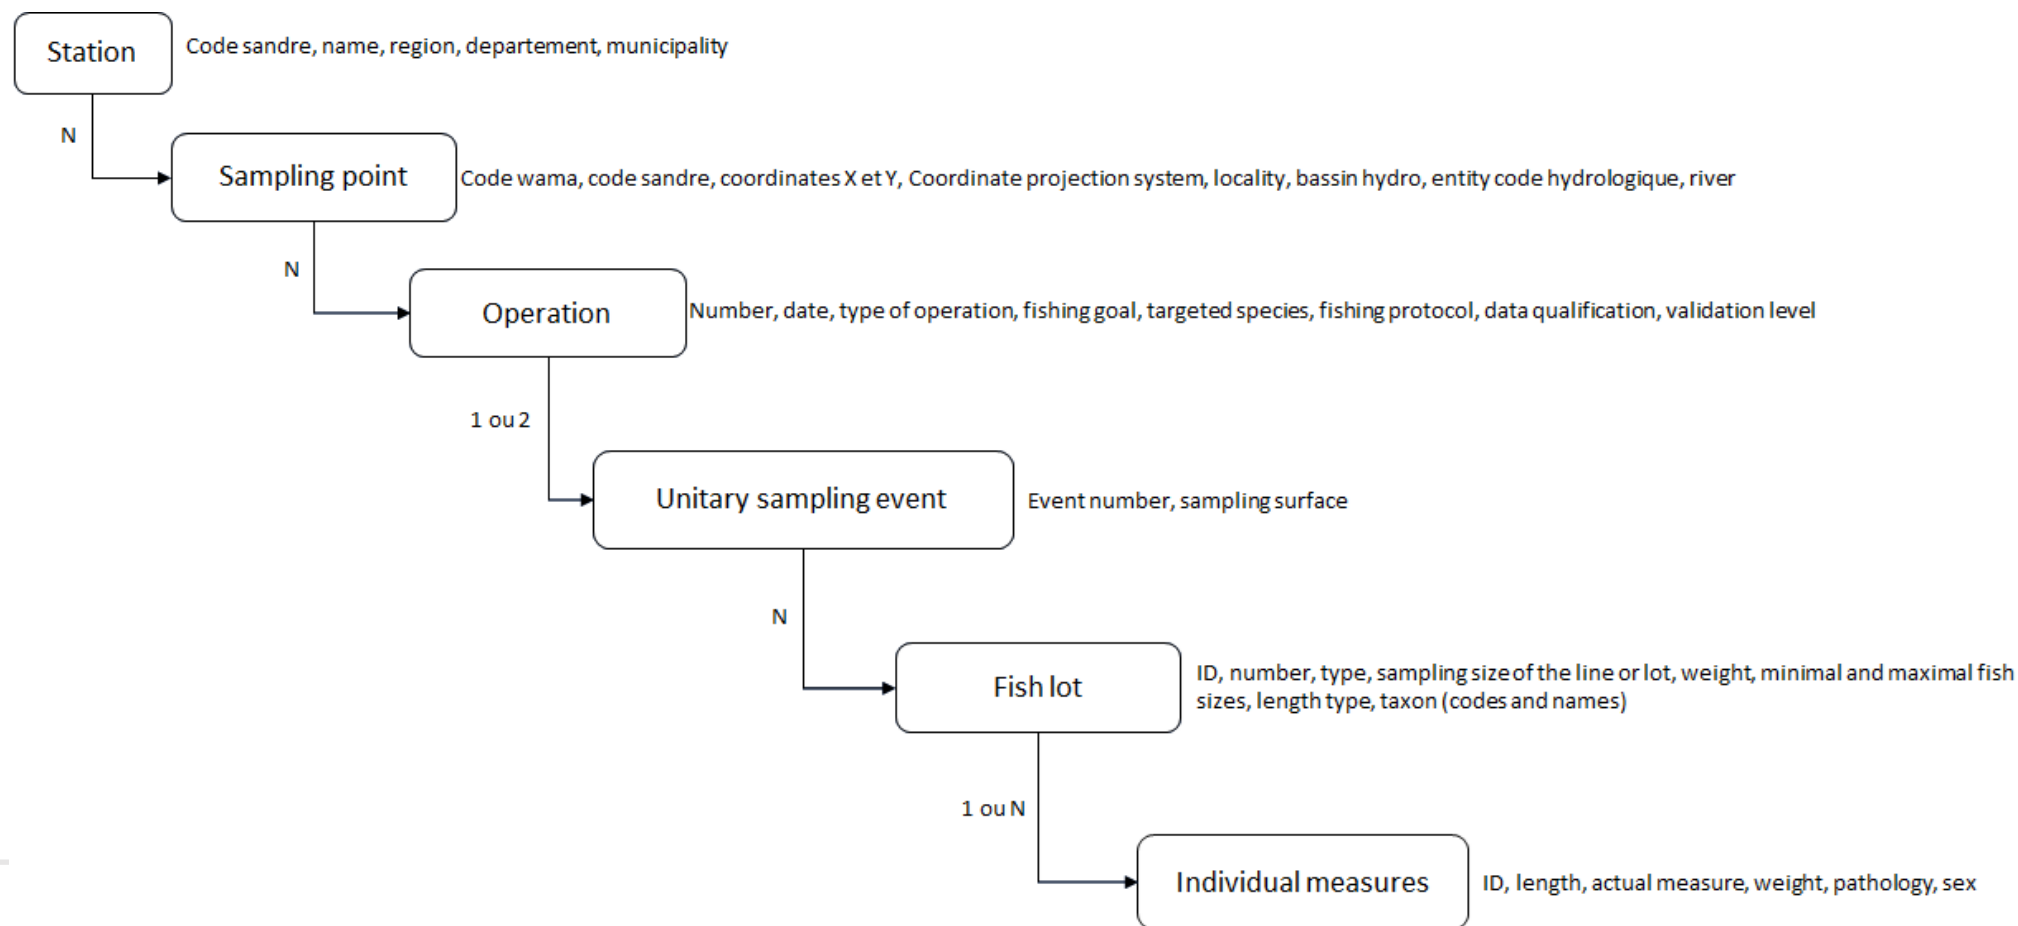 Station
Code sandre, name, region, departement, municipality
N
Sampling point
Code wama, code sandre, coordinates X et Y, Coordinate projection system, locality, bassin hydro, entity code hydrologique, river
N
Operation
Number, date, type of operation, fishing goal, targeted species, fishing protocol, data qualification, validation level
1 ou 2
Unitary sampling event
Event number, sampling surface
N
Fish lot
ID, number, type, sampling size of the line or lot, weight, minimal and maximal fish
sizes, length type, taxon (codes and names)
1 ou N
Individual measures
ID, length, actual measure, weight, pathology, sex